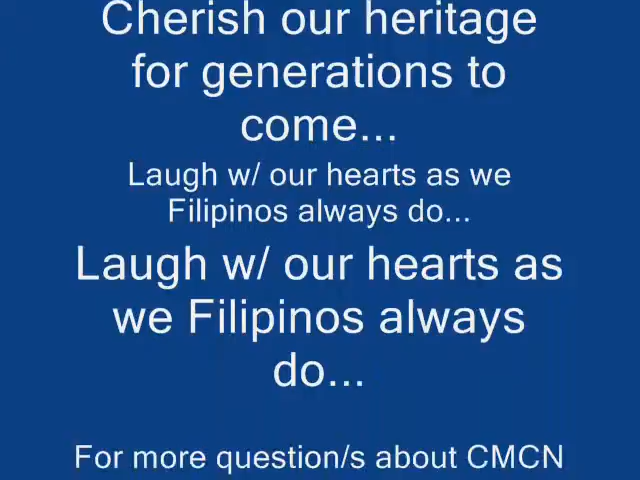 Cherish our heritage
for generations to
come...
Laugh w/ our hearts as we
Filipinos always do...
Laugh w/ our hearts as
we Filipinos always
do...
For more question/s about CMCN